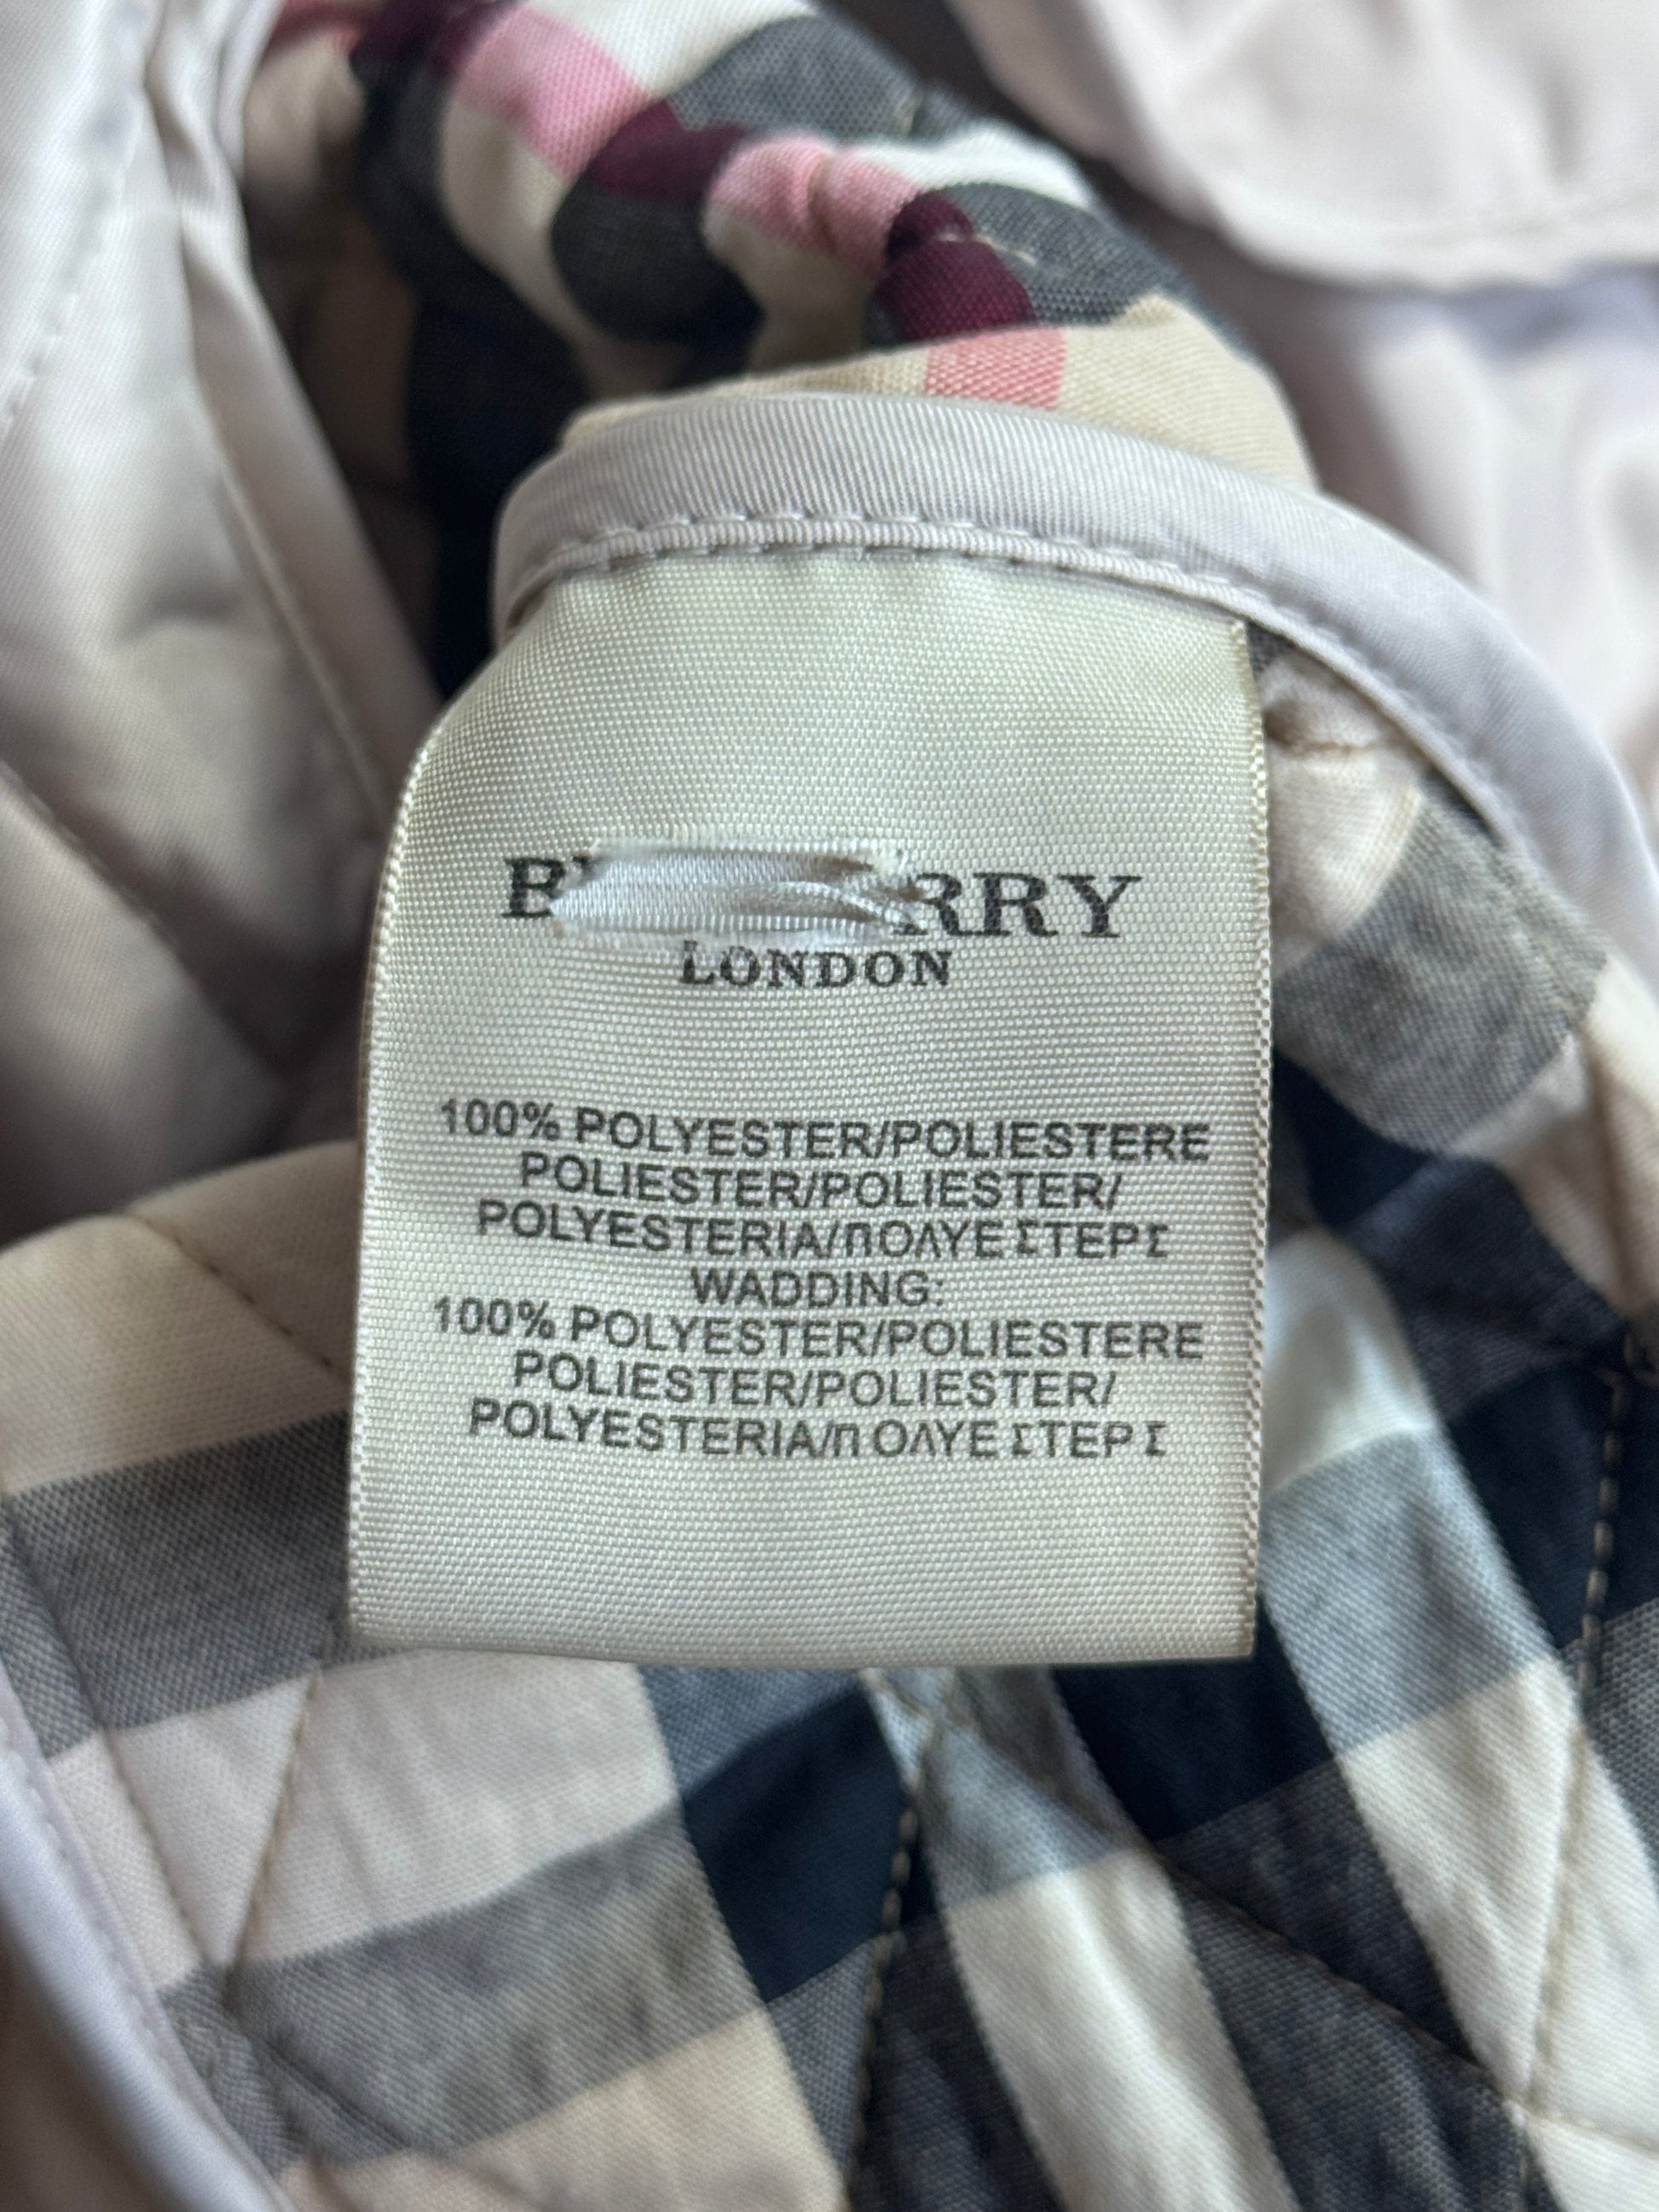 LONDON
100% POLYESTER/POLIESTERE
POLIESTER/POLIESTER/
POLYESTERIA/ΠΟΛΥΕΣΤΕΡΣ
WADDING:
100% POLYESTER/POLIESTERE
POLIESTER/POLIESTER/
POLYESTERIA/ΠΟΛΥΕΣΤΕΡΣ